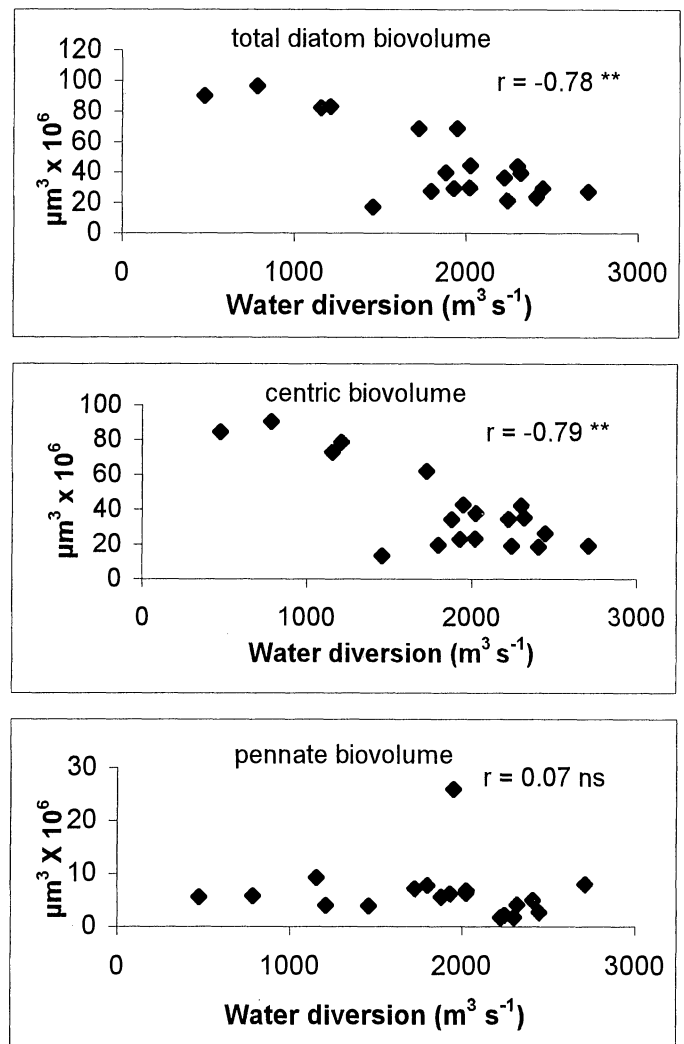 total diatom biovolume
r = -0.78 **
120
100
80
60
40
20
0
µm³ x 10⁶
0 1000 2000 3000
Water diversion (m³ s⁻¹)
centric biovolume
r = -0.79 **
100
80
60
40
20
0
µm³ x 10⁶
0 1000 2000 3000
Water diversion (m³ s⁻¹)
pennate biovolume
r = 0.07 ns
30
20
10
0
µm³ X 10⁶
0 1000 2000 3000
Water diversion (m³ s⁻¹)